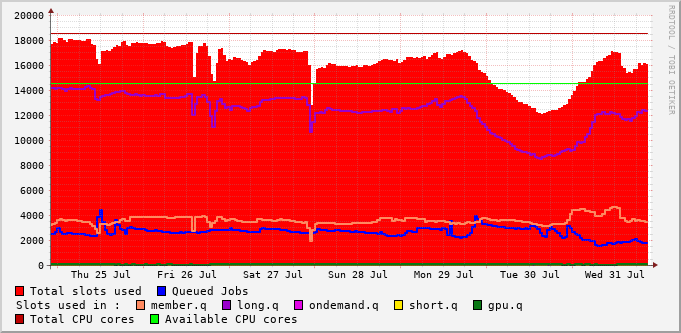 20000
18000
16000
14000
12000
10000
8000
6000
4000
2000
0
Thu 25 Jul Fri 26 Jul Sat 27 Jul Sun 28 Jul Mon 29 Jul Tue 30 Jul Wed 31 Jul
Total slots used Queued Jobs
Slots used in : member.q long.q ondemand.q short.q gpu.q
Total CPU cores Available CPU cores
RRDTOOL / TOBI OETIKER